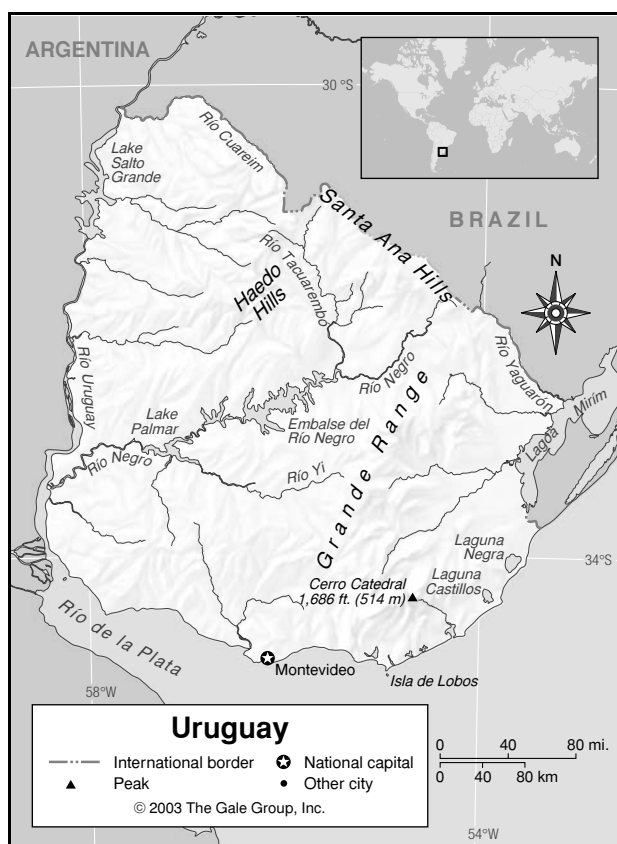 ARGENTINA
30 °S
Río Cuareim
Lake
Salto
Grande
Santa Ana Hills
BRAZIL
Río Tacuarembo
Haedo
Hills
N
Río Yaguarón
Río Uruguay
Río Negro
Mirim
Lagoa
Lake
Palmar
Embalse del
Río Negro
Grande Range
Río Negro
Río Yi
Laguna
Negra
34°S
Laguna
Castillos
Cerro Catedral
1,686 ft. (514 m)
Río de la Plata
Montevideo
Isla de Lobos
58°W
Uruguay
International border
National capital
Peak
Other city
© 2003 The Gale Group, Inc.
0 40 80 mi.
0 40 80 km
54°W